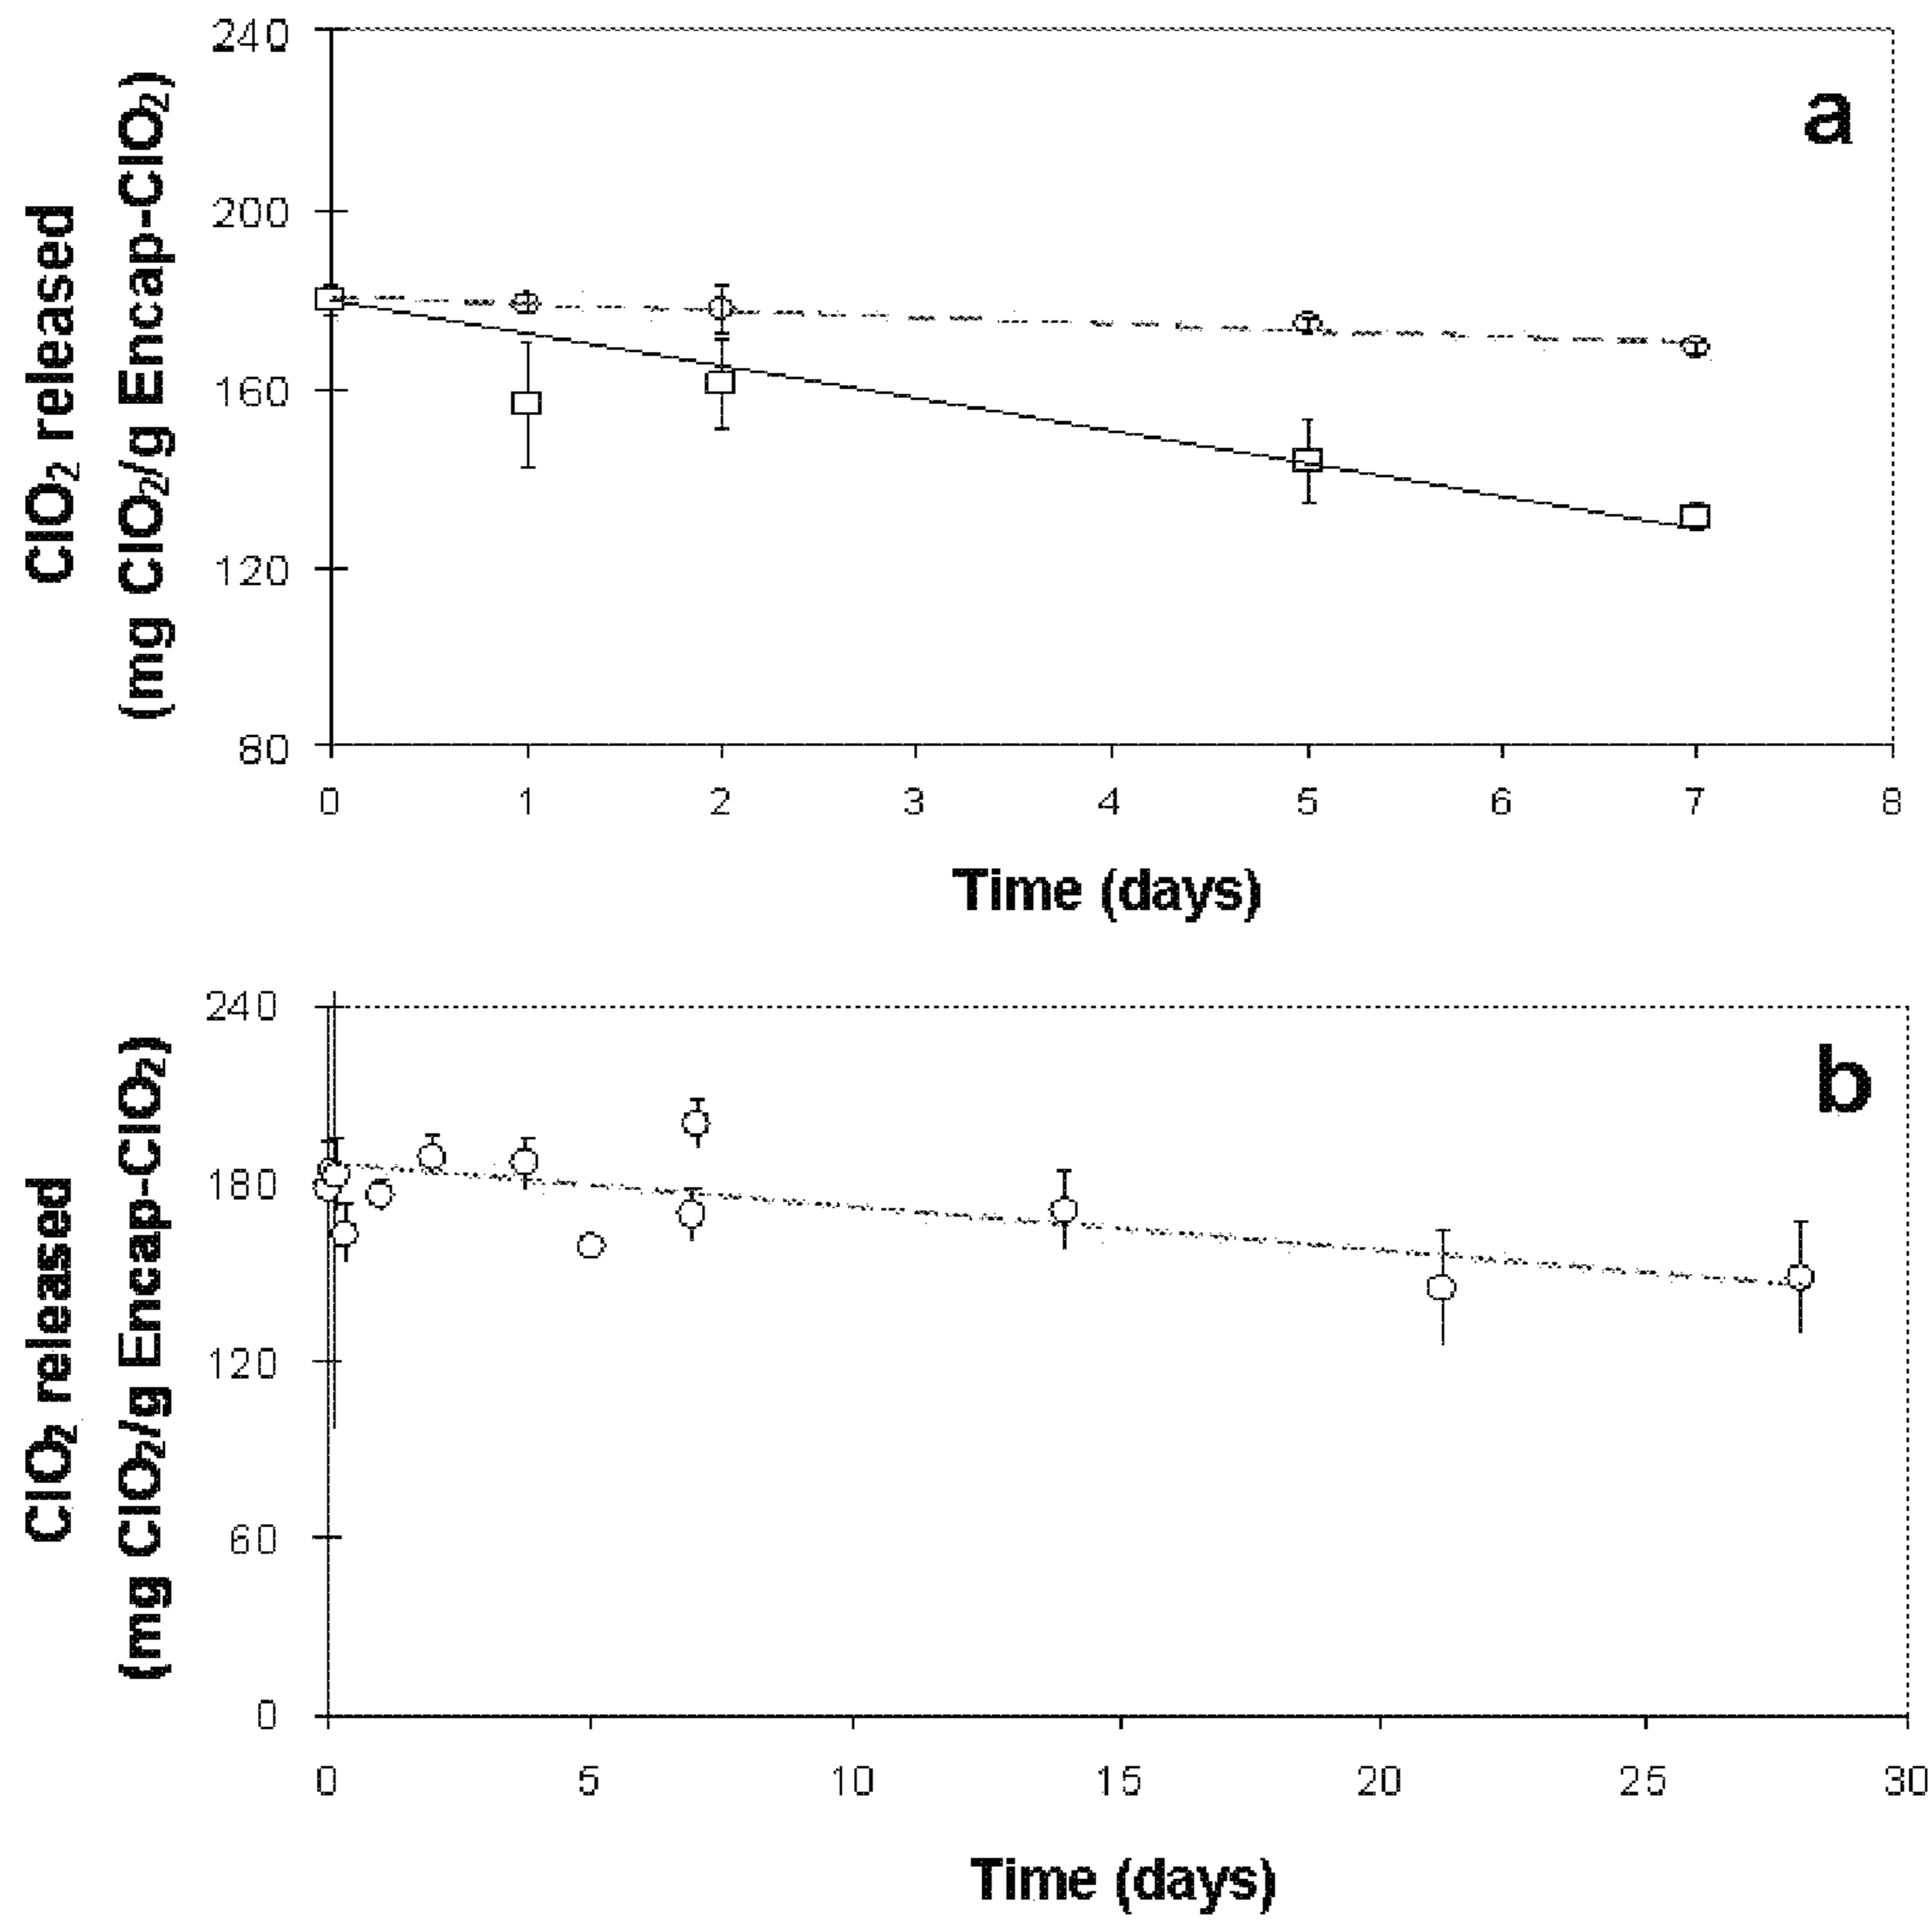 a
ClO₂ released
(mg ClO₂/g Encap-ClO₂)
240
200
160
120
80
0 1 2 3 4 5 6 7 8
Time (days)
b
ClO₂ released
(mg ClO₂/g Encap-ClO₂)
240
180
120
60
0
0 5 10 15 20 25 30
Time (days)